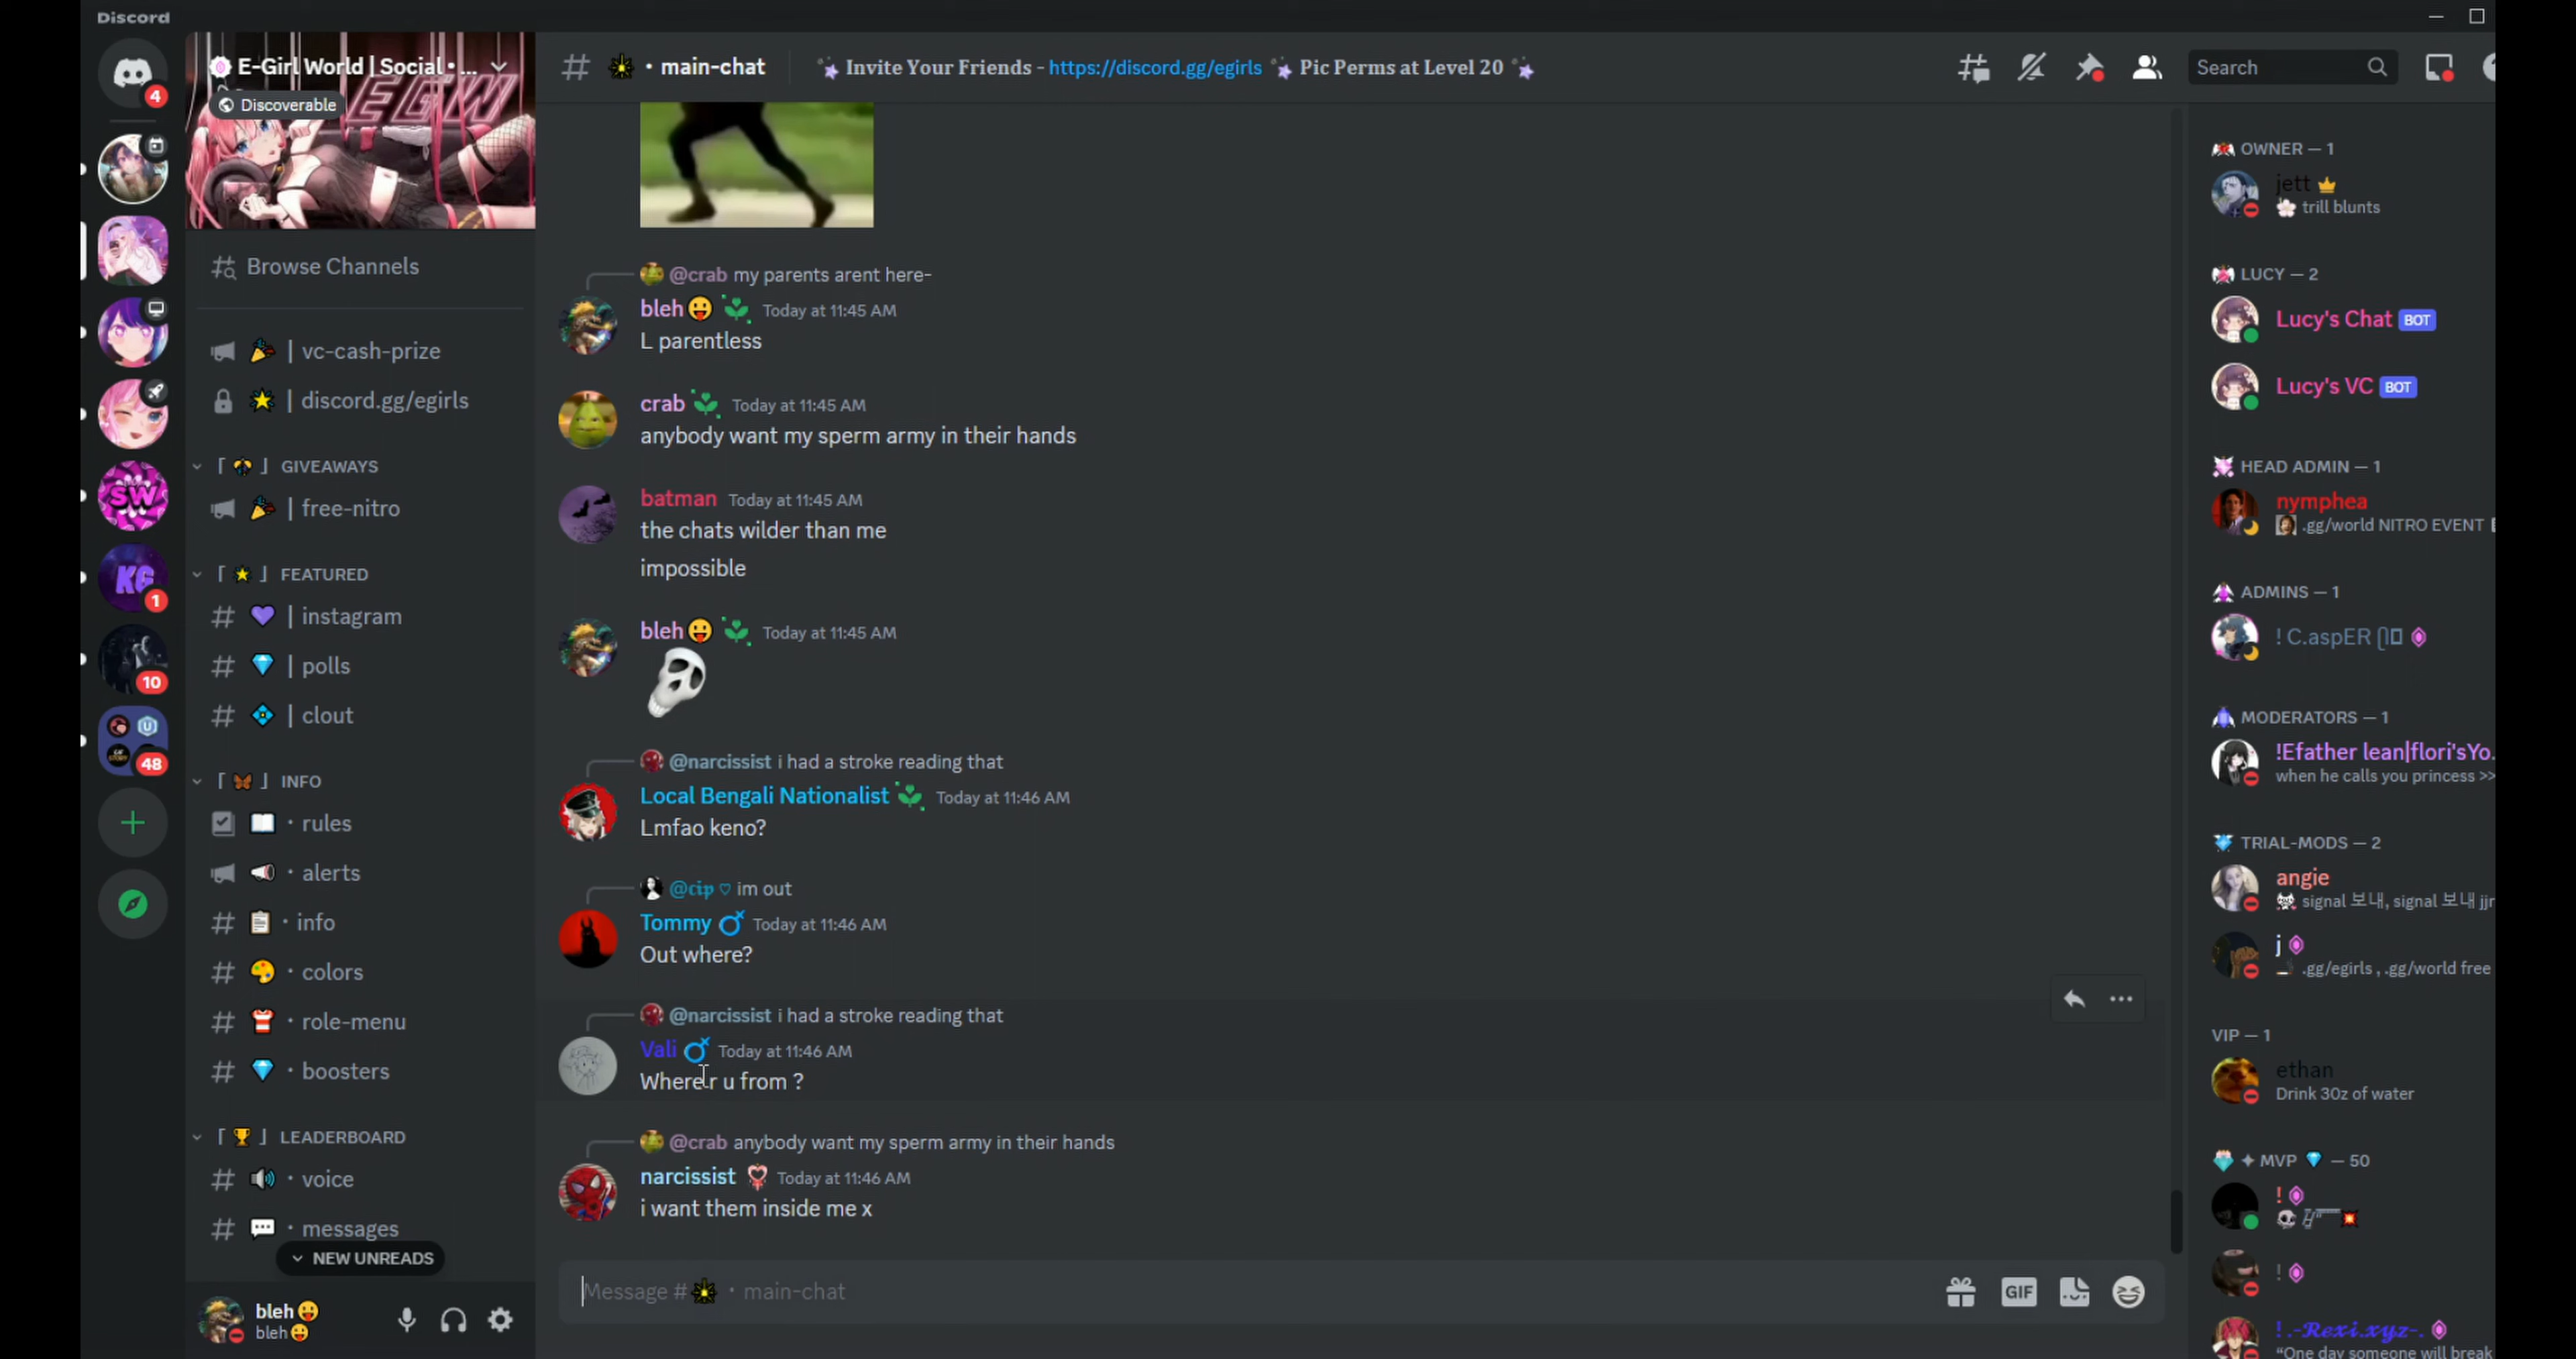 Discord
E-Girl World | Social • ...
Discoverable
EGW
Browse Channels
| vc-cash-prize
| discord.gg/egirls
「 」 GIVEAWAYS
| free-nitro
「 」 FEATURED
| instagram
| polls
| clout
「 」 INFO
· rules
· alerts
· info
· colors
· role-menu
· boosters
「 」 LEADERBOARD
· voice
· messages
NEW UNREADS
bleh😛
bleh😛
4
SW
KG
1
10
48
# · main-chat
Invite Your Friends - https://discord.gg/egirls Pic Perms at Level 20
Search
@crab my parents arent here-
bleh😛 Today at 11:45 AM
L parentless
crab Today at 11:45 AM
anybody want my sperm army in their hands
batman Today at 11:45 AM
the chats wilder than me
impossible
bleh😛 Today at 11:45 AM
@narcissist i had a stroke reading that
Local Bengali Nationalist Today at 11:46 AM
Lmfao keno?
@𝖈𝖎𝖕 ♡ im out
Tommy Today at 11:46 AM
Out where?
@narcissist i had a stroke reading that
Vali Today at 11:46 AM
Where r u from ?
@crab anybody want my sperm army in their hands
narcissist Today at 11:46 AM
i want them inside me x
Message # · main-chat
GIF
OWNER — 1
jett
trill blunts
LUCY — 2
Lucy's Chat BOT
Lucy's VC BOT
HEAD ADMIN — 1
nymphea
.gg/world NITRO EVENT
ADMINS — 1
! C.aspER
MODERATORS — 1
!Efather lean|flori'sYo.
when he calls you princess >>
TRIAL-MODS — 2
angie
signal 보내, signal 보내 jjr
j
.gg/egirls , .gg/world free
VIP — 1
ethan
Drink 30z of water
✦ MVP — 50
!
!
! .-𝓡𝓮𝔁𝓲.𝔁𝔂𝔃-.
“One day someone will break